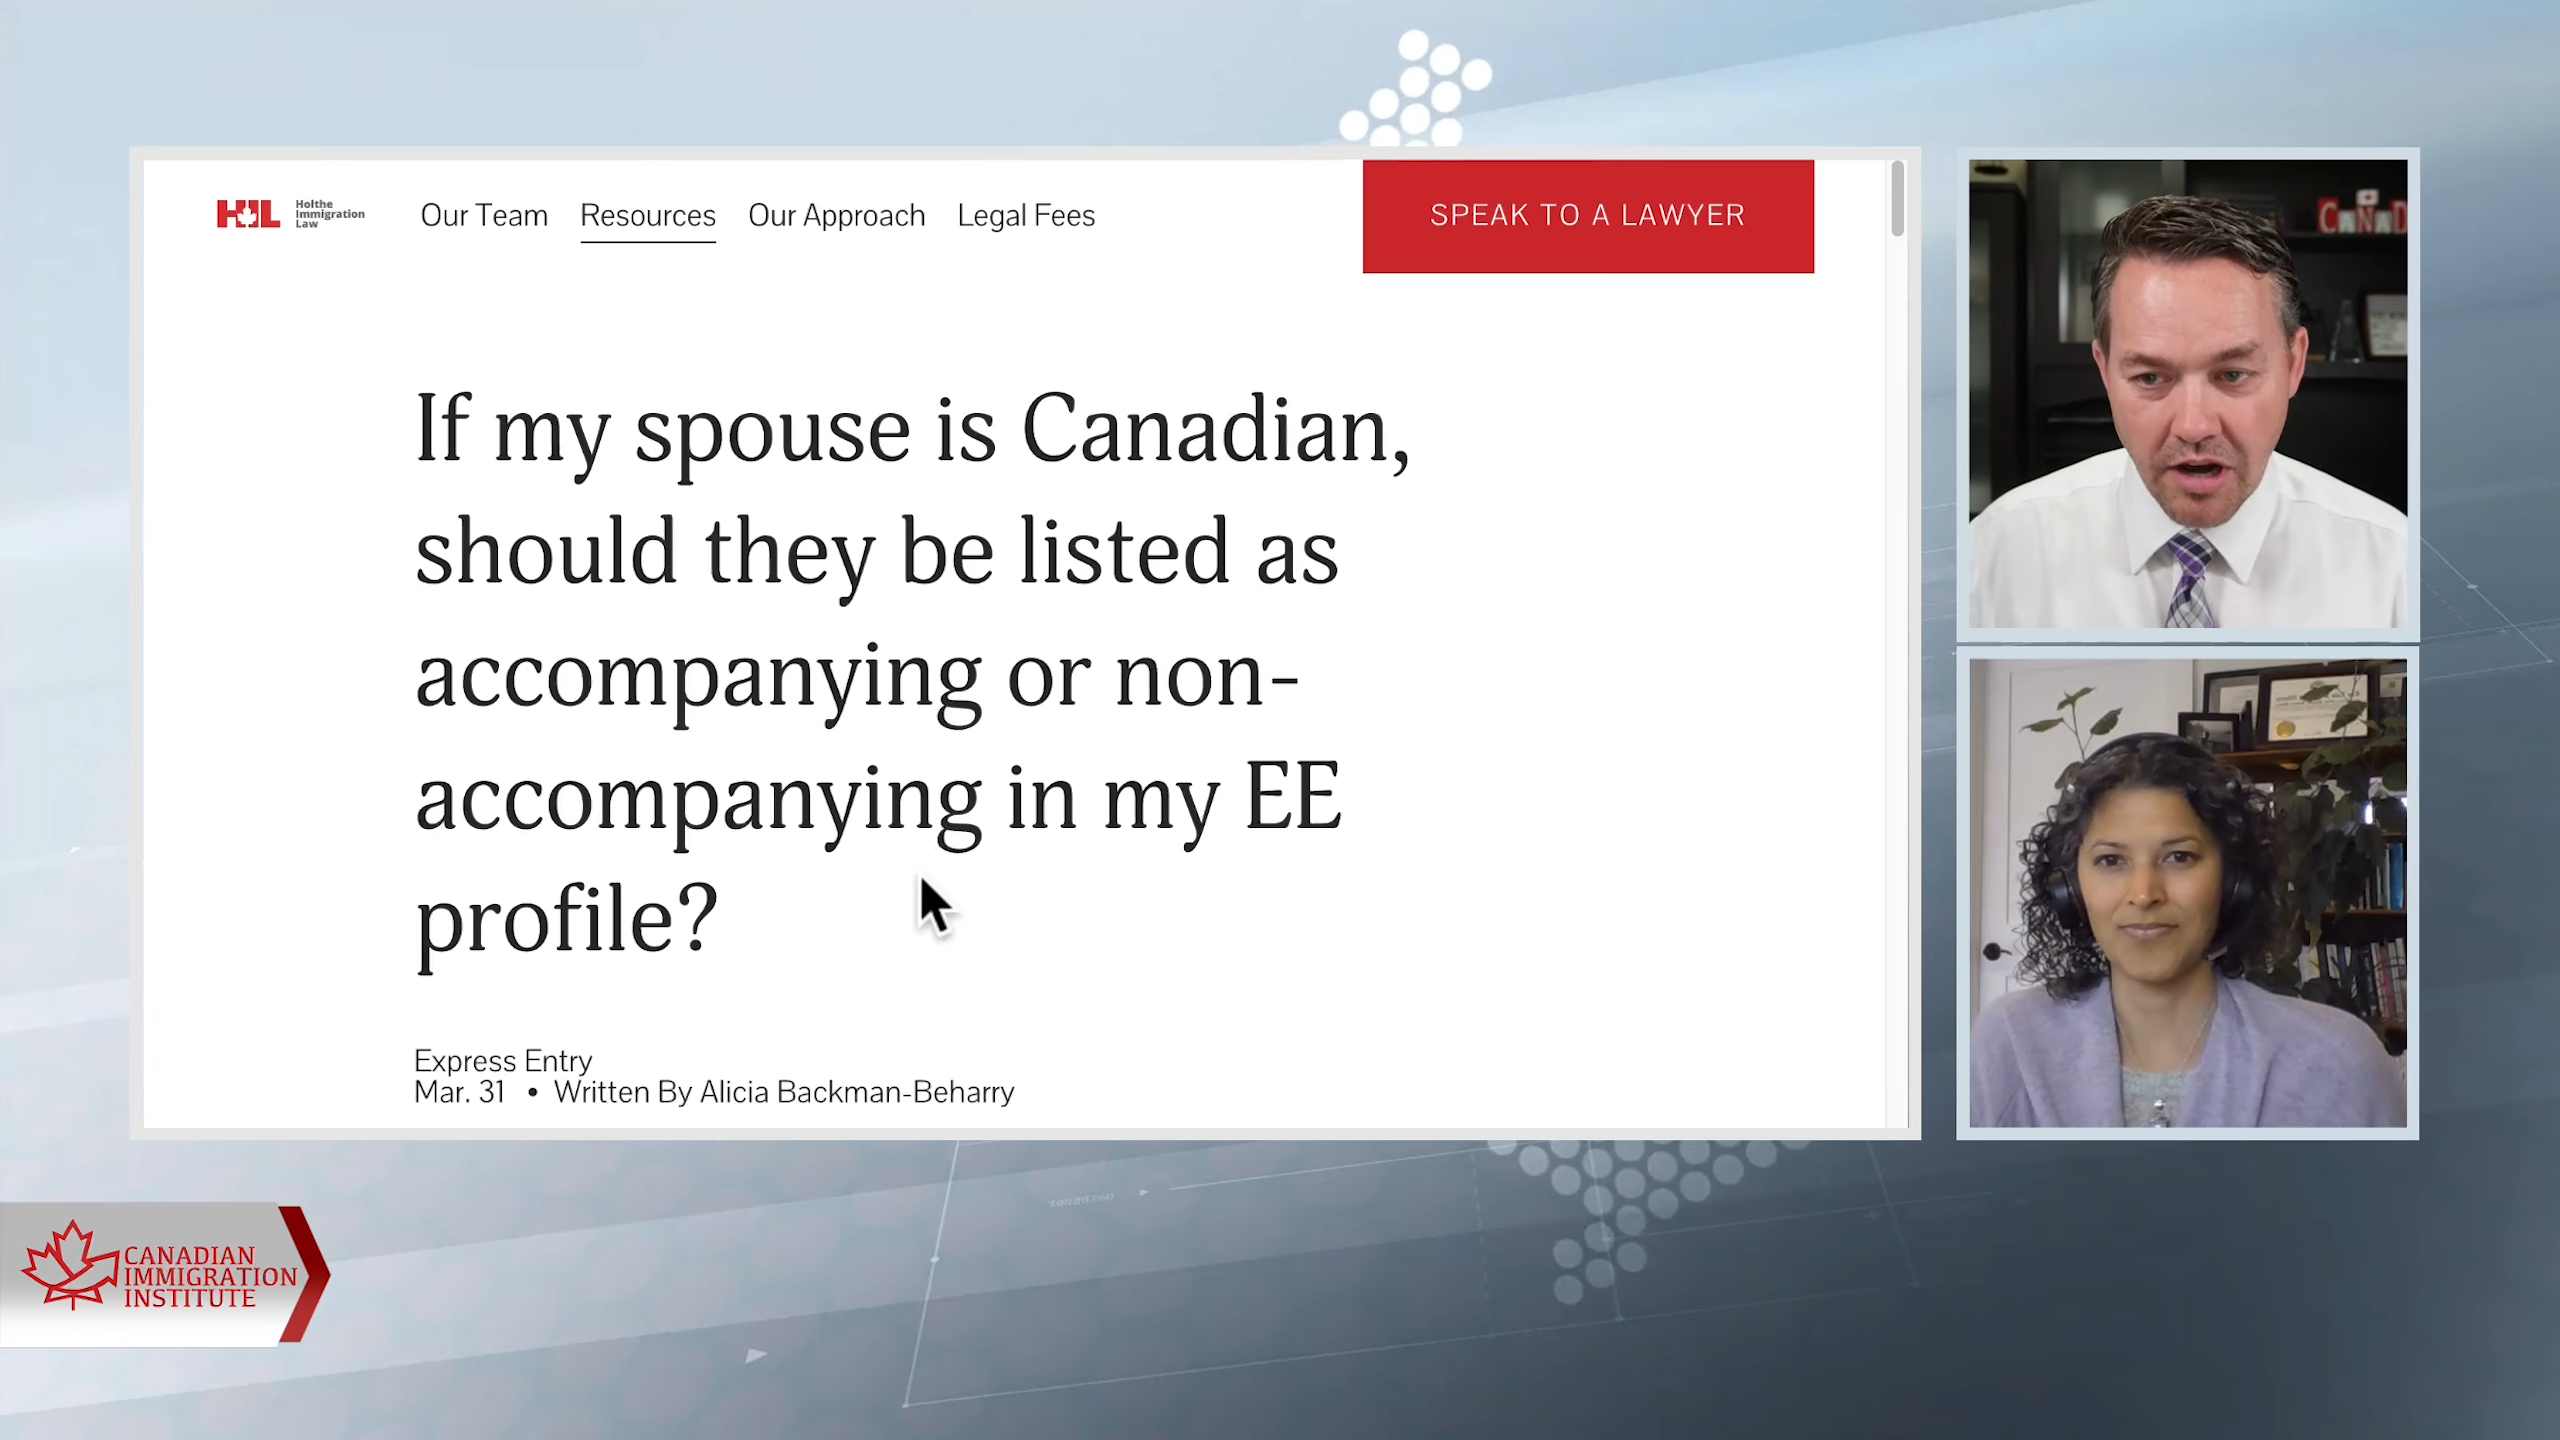 HIL
Holthe
Immigration
Law
Our Team
Resources
Our Approach
Legal Fees
SPEAK TO A LAWYER
If my spouse is Canadian,
should they be listed as
accompanying or non-
accompanying in my EE
profile?
Express Entry
Mar. 31 • Written By Alicia Backman-Beharry
CANADIAN
IMMIGRATION
INSTITUTE